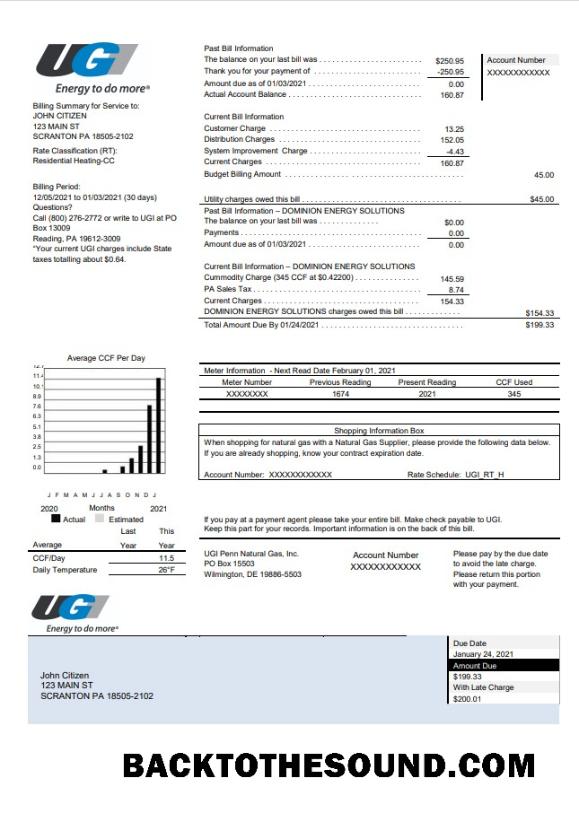 UGI
Energy to do more®
Billing Summary for Service to:
JOHN CITIZEN
123 MAIN ST
SCRANTON PA 18505-2102
Rate Classification (RT):
Residential Heating-CC
Billing Period:
12/05/2021 to 01/03/2021 (30 days)
Questions?
Call (800) 276-2772 or write to UGI at PO
Box 13009
Reading, PA 19612-3009
"Your current UGI charges include State
taxes totalling about $0.64.
Past Bill Information
The balance on your last bill was . . . . . . . . . . . . . . . . . . . . . . . $250.95
Thank you for your payment of . . . . . . . . . . . . . . . . . . . . . . . -250.95
Amount due as of 01/03/2021 . . . . . . . . . . . . . . . . . . . . . . . 0.00
Actual Account Balance . . . . . . . . . . . . . . . . . . . . . . . 160.87
Account Number
XXXXXXXXXXXX
Current Bill Information
Customer Charge . . . . . . . . . . . . . . . . . . . . . . . 13.25
Distribution Charges . . . . . . . . . . . . . . . . . . . . . . . 152.05
System Improvement Charge . . . . . . . . . . . . . . . . . . . . . . . -4.43
Current Charges . . . . . . . . . . . . . . . . . . . . . . . 160.87
Budget Billing Amount . . . . . . . . . . . . . . . . . . . . . . . 45.00
Utility charges owed this bill . . . . . . . . . . . . . . . . . . . . . . . $45.00
Past Bill Information – DOMINION ENERGY SOLUTIONS
The balance on your last bill was . . . . . . . . . . . . . $0.00
Payments . . . . . . . . . . . . . . . . . . . . . . . 0.00
Amount due as of 01/03/2021 . . . . . . . . . . . . . . . . . . . . . . . 0.00
Current Bill Information – DOMINION ENERGY SOLUTIONS
Cummodity Charge (345 CCF at $0.42200) . . . . . . . . . . . . . 145.59
PA Sales Tax . . . . . . . . . . . . . . . . . . . . . . . 8.74
Current Charges . . . . . . . . . . . . . . . . . . . . . . . 154.33
DOMINION ENERGY SOLUTIONS charges owed this bill . . . . . . . . . . . . $154.33
Total Amount Due By 01/24/2021 . . . . . . . . . . . . . . . . . . . . . . . $199.33
Average CCF Per Day
12.7
11.4
10.1
8.9
7.6
6.3
5.1
3.8
2.5
1.3
0.0
J F M A M J J A S O N D J
2020 Months 2021
Actual Estimated
Last This
Average Year Year
CCF/Day 11.5
Daily Temperature 26°F
Meter Information - Next Read Date February 01, 2021
Meter Number Previous Reading Present Reading CCF Used
XXXXXXXX 1674 2021 345
Shopping Information Box
When shopping for natural gas with a Natural Gas Supplier, please provide the following data below.
If you are already shopping, know your contract expiration date.
Account Number: XXXXXXXXXXXX Rate Schedule: UGI_RT_H
If you pay at a payment agent please take your entire bill. Make check payable to UGI.
Keep this part for your records. Important information is on the back of this bill.
UGI Penn Natural Gas, Inc.
PO Box 15503
Wilmington, DE 19886-5503
Account Number
XXXXXXXXXXXX
Please pay by the due date
to avoid the late charge.
Please return this portion
with your payment.
UGI
Energy to do more®
John Citizen
123 MAIN ST
SCRANTON PA 18505-2102
Due Date
January 24, 2021
Amount Due
$199.33
With Late Charge
$200.01
BACKTOTHESOUND.COM